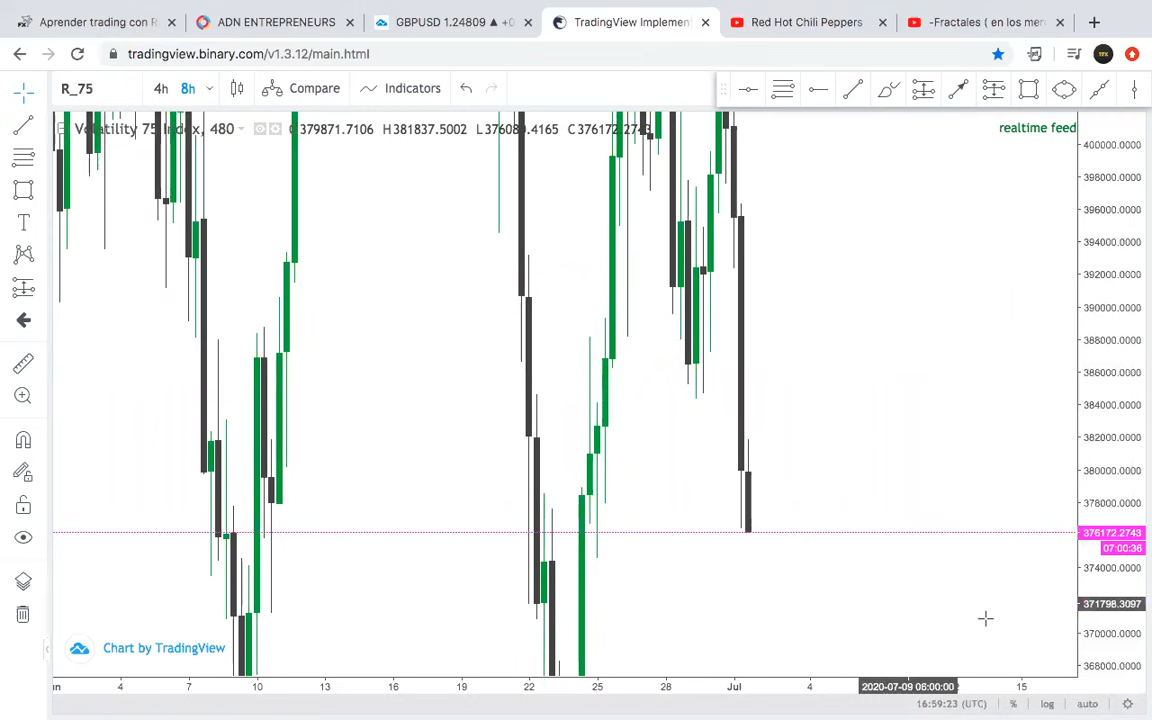 Aprender trading con R
ADN ENTREPRENEURS
GBPUSD 1.24809 ▲ +0
TradingView Implemen
Red Hot Chili Peppers
-Fractales ( en los mer
tradingview.binary.com/v1.3.12/main.html
R_75
4h
8h
Compare
Indicators
Volatility 75 Index, 480
O379871.7106 H381837.5002 L376089.4165 C376172.2743
realtime feed
400000.0000
398000.0000
396000.0000
394000.0000
392000.0000
390000.0000
388000.0000
386000.0000
384000.0000
382000.0000
380000.0000
378000.0000
376172.2743
07:00:36
374000.0000
371798.3097
370000.0000
368000.0000
Chart by TradingView
un
4
7
10
13
16
19
22
25
28
Jul
4
2020-07-09 06:00:00
15
16:59:23 (UTC)
%
log
auto